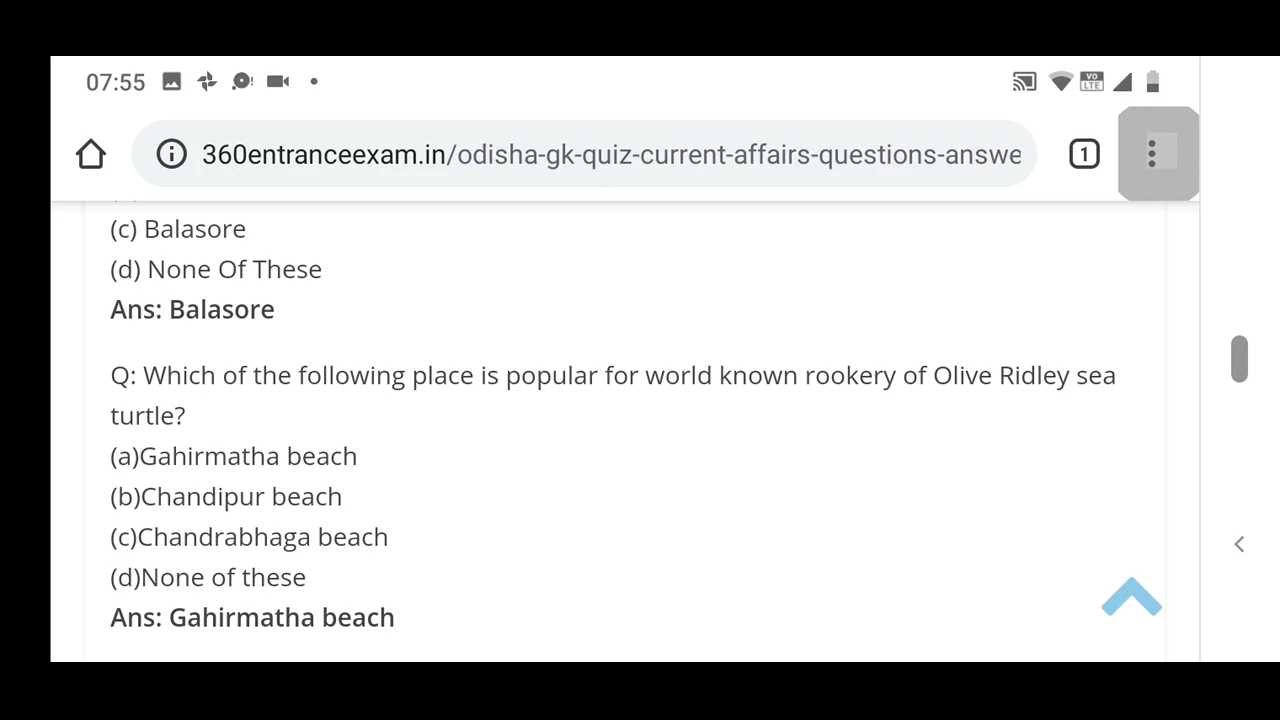 07:55
VO
LTE
360entranceexam.in/odisha-gk-quiz-current-affairs-questions-answe
1
(c) Balasore
(d) None Of These
Ans: Balasore
Q: Which of the following place is popular for world known rookery of Olive Ridley sea
turtle?
(a)Gahirmatha beach
(b)Chandipur beach
(c)Chandrabhaga beach
(d)None of these
Ans: Gahirmatha beach